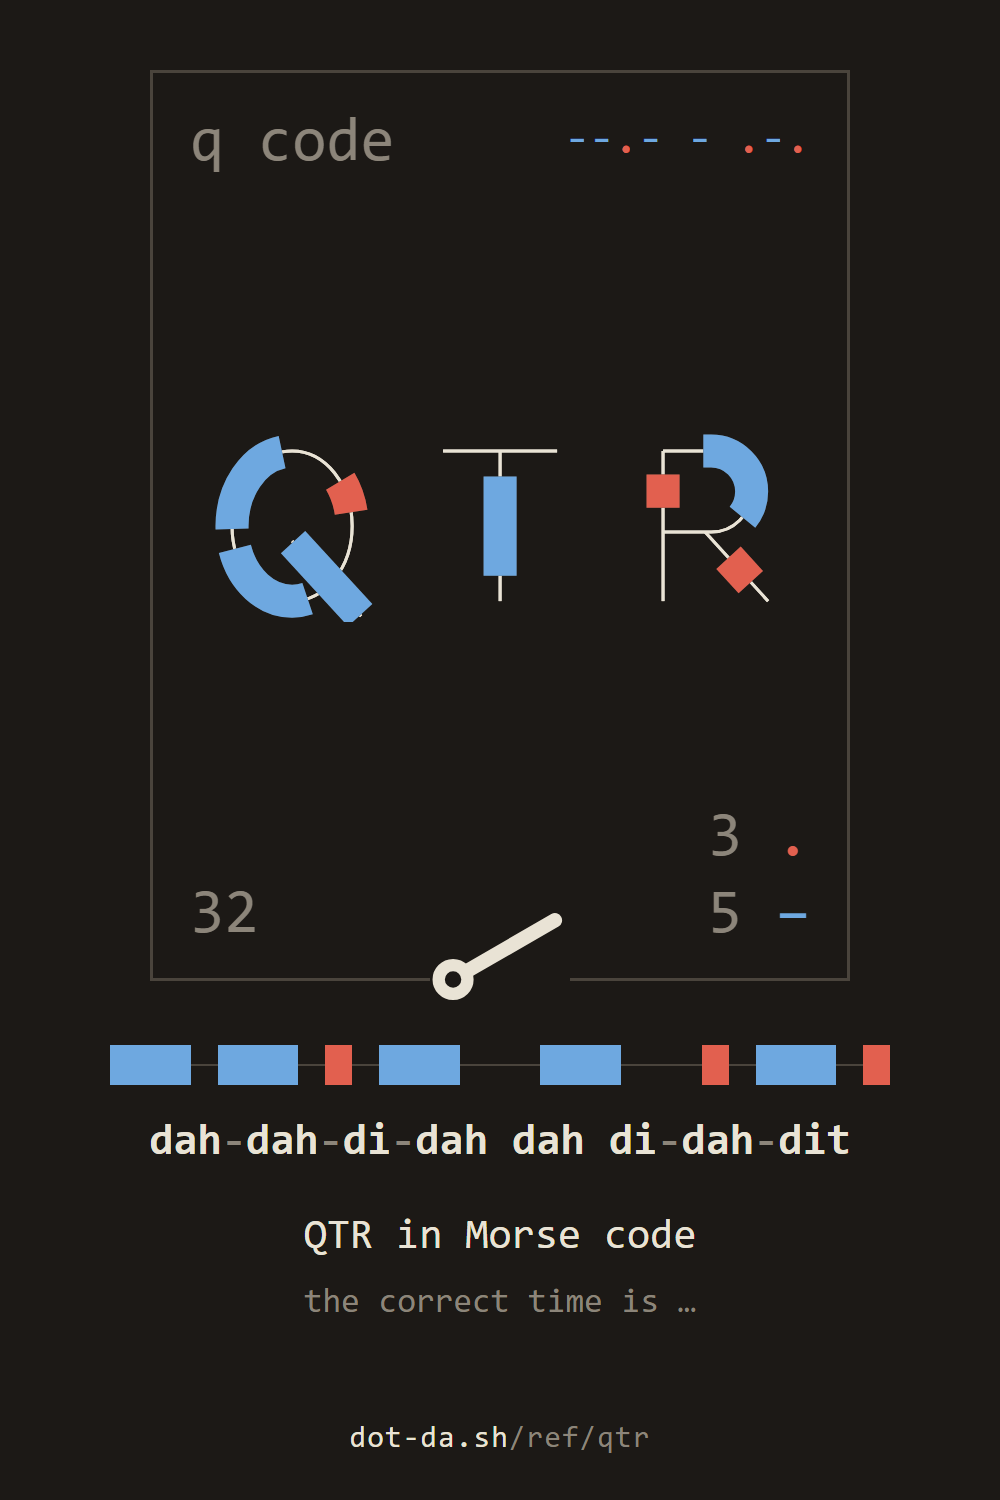 q code --.- - .-.
QTR
3 .
32 5 -
dah-dah-di-dah dah di-dah-dit
QTR in Morse code
the correct time is …
dot-da.sh/ref/qtr